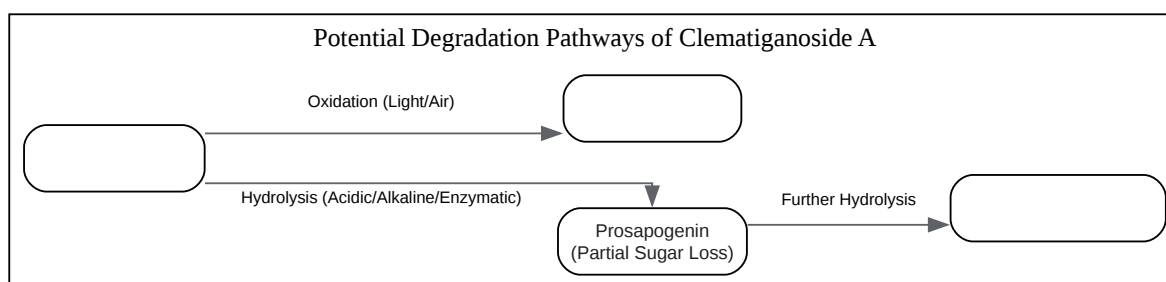 Potential Degradation Pathways of Clematiganoside A
Oxidation (Light/Air)
Hydrolysis (Acidic/Alkaline/Enzymatic)
Prosapogenin
(Partial Sugar Loss)
Further Hydrolysis